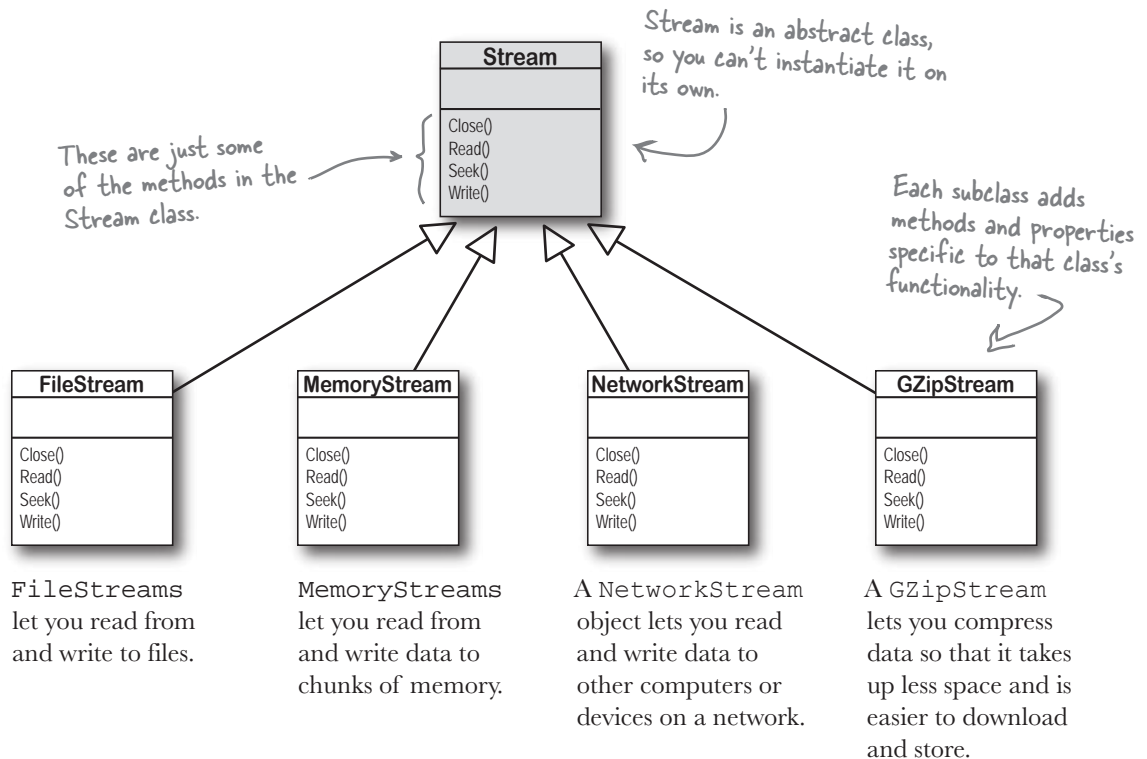 Stream is an abstract class,
so you can't instantiate it on
its own.
Stream
Close()
Read()
Seek()
Write()
These are just some
of the methods in the
Stream class.
Each subclass adds
methods and properties
specific to that class's
functionality.
FileStream
Close()
Read()
Seek()
Write()
MemoryStream
Close()
Read()
Seek()
Write()
NetworkStream
Close()
Read()
Seek()
Write()
GZipStream
Close()
Read()
Seek()
Write()
FileStreams
let you read from
and write to files.
MemoryStreams
let you read from
and write data to
chunks of memory.
A NetworkStream
object lets you read
and write data to
other computers or
devices on a network.
A GZipStream
lets you compress
data so that it takes
up less space and is
easier to download
and store.